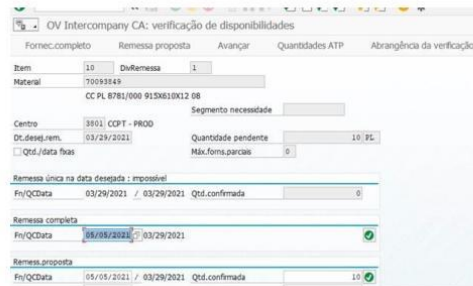 OV Intercompany CA: verificação de disponibilidades
Fornec.completo Remessa proposta Avançar Quantidades ATP Abrangência da verificação
Item 10 DivRemessa 1
Material 70093849
CC PL 8781/000 915X610X12 08
Segmento necessidade
Centro 3801 CCPT - PROD
Dt.desej.rem. 03/29/2021 Quantidade pendente 10 PL
Qtd./data fixas Máx.forns.parciais 0
Remessa única na data desejada : impossível
Fn/QCData 03/29/2021 / 03/29/2021 Qtd.confirmada 0
Remessa completa
Fn/QCData 05/05/2021 03/29/2021
Remess.proposta
Fn/QCData 05/05/2021 / 03/29/2021 Qtd.confirmada 10